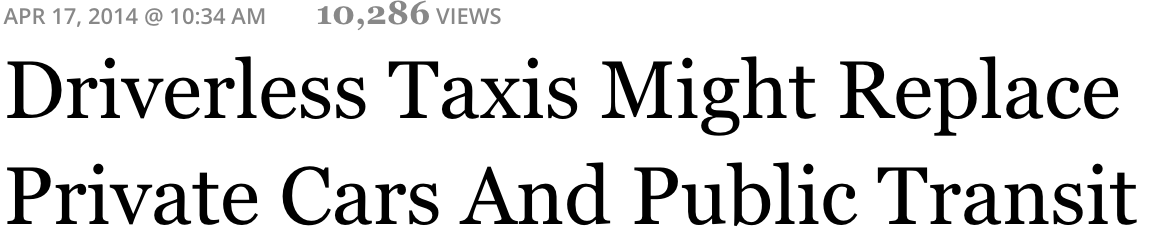 APR 17, 2014 @ 10:34 AM 10,286 VIEWS
Driverless Taxis Might Replace
Private Cars And Public Transit